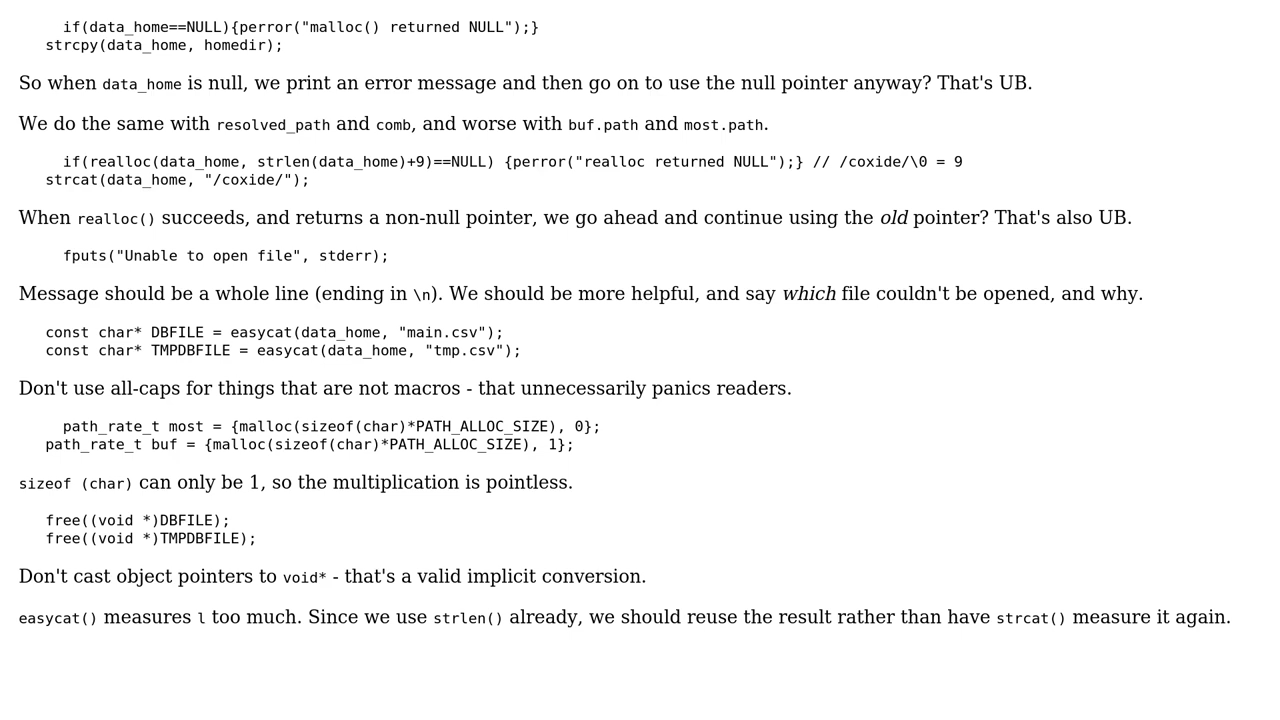 if(data_home==NULL){perror("malloc() returned NULL");}
strcpy(data_home, homedir);
So when data_home is null, we print an error message and then go on to use the null pointer anyway? That's UB.
We do the same with resolved_path and comb, and worse with buf.path and most.path.
if(realloc(data_home, strlen(data_home)+9)==NULL) {perror("realloc returned NULL");} // /coxide/\0 = 9
strcat(data_home, "/coxide/");
When realloc() succeeds, and returns a non-null pointer, we go ahead and continue using the old pointer? That's also UB.
fputs("Unable to open file", stderr);
Message should be a whole line (ending in \n). We should be more helpful, and say which file couldn't be opened, and why.
const char* DBFILE = easycat(data_home, "main.csv");
const char* TMPDBFILE = easycat(data_home, "tmp.csv");
Don't use all-caps for things that are not macros - that unnecessarily panics readers.
path_rate_t most = {malloc(sizeof(char)*PATH_ALLOC_SIZE), 0};
path_rate_t buf = {malloc(sizeof(char)*PATH_ALLOC_SIZE), 1};
sizeof (char) can only be 1, so the multiplication is pointless.
free((void *)DBFILE);
free((void *)TMPDBFILE);
Don't cast object pointers to void* - that's a valid implicit conversion.
easycat() measures l too much. Since we use strlen() already, we should reuse the result rather than have strcat() measure it again.